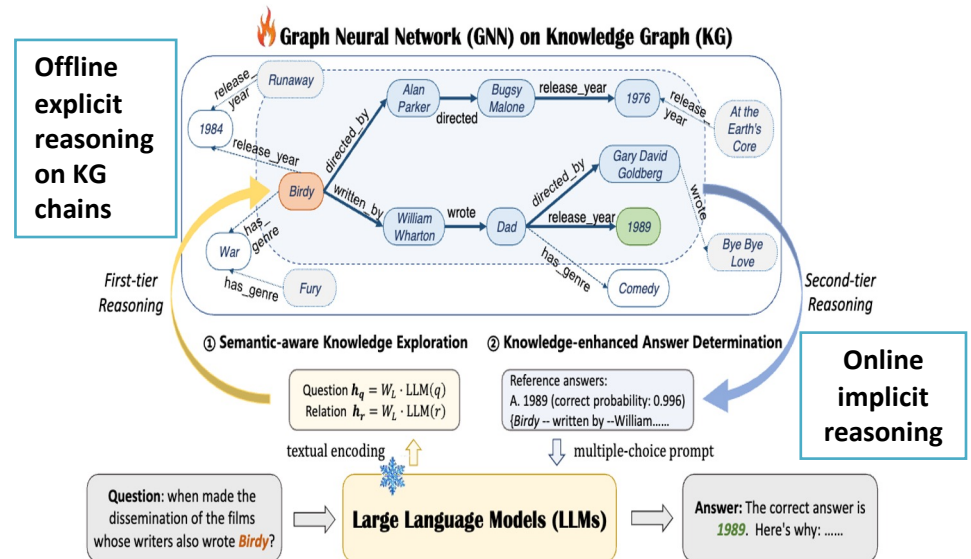 Graph Neural Network (GNN) on Knowledge Graph (KG)
Offline
explicit
reasoning
on KG
chains
Runaway
release_
year
1984
release_year
Birdy
directed_by
Alan
Parker
directed
Bugsy
Malone
release_year
1976
release_
year
At the
Earth's
Core
written_by
William
Wharton
wrote
Dad
directed_by
Gary David
Goldberg
release_year
1989
wrote
Bye Bye
Love
has_genre
Comedy
has_
genre
War
has_genre
Fury
First-tier
Reasoning
Second-tier
Reasoning
① Semantic-aware Knowledge Exploration
② Knowledge-enhanced Answer Determination
Question h_q = W_L · LLM(q)
Relation h_r = W_L · LLM(r)
Reference answers:
A. 1989 (correct probability: 0.996)
{Birdy -- written by --William......
Online
implicit
reasoning
textual encoding
multiple-choice prompt
Question: when made the
dissemination of the films
whose writers also wrote Birdy?
Large Language Models (LLMs)
Answer: The correct answer is
1989. Here's why: ......